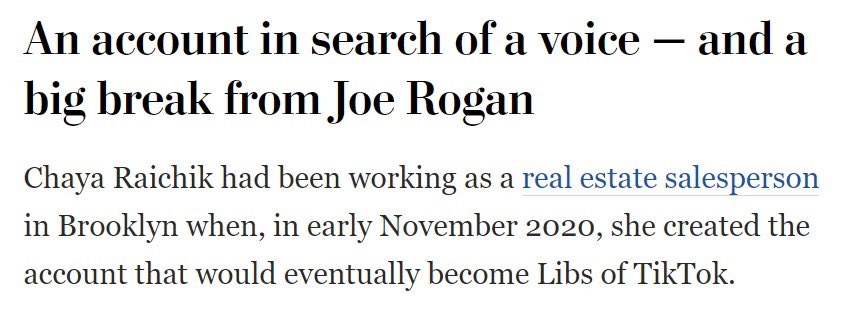 An account in search of a voice — and a
big break from Joe Rogan
Chaya Raichik had been working as a real estate salesperson
in Brooklyn when, in early November 2020, she created the
account that would eventually become Libs of TikTok.